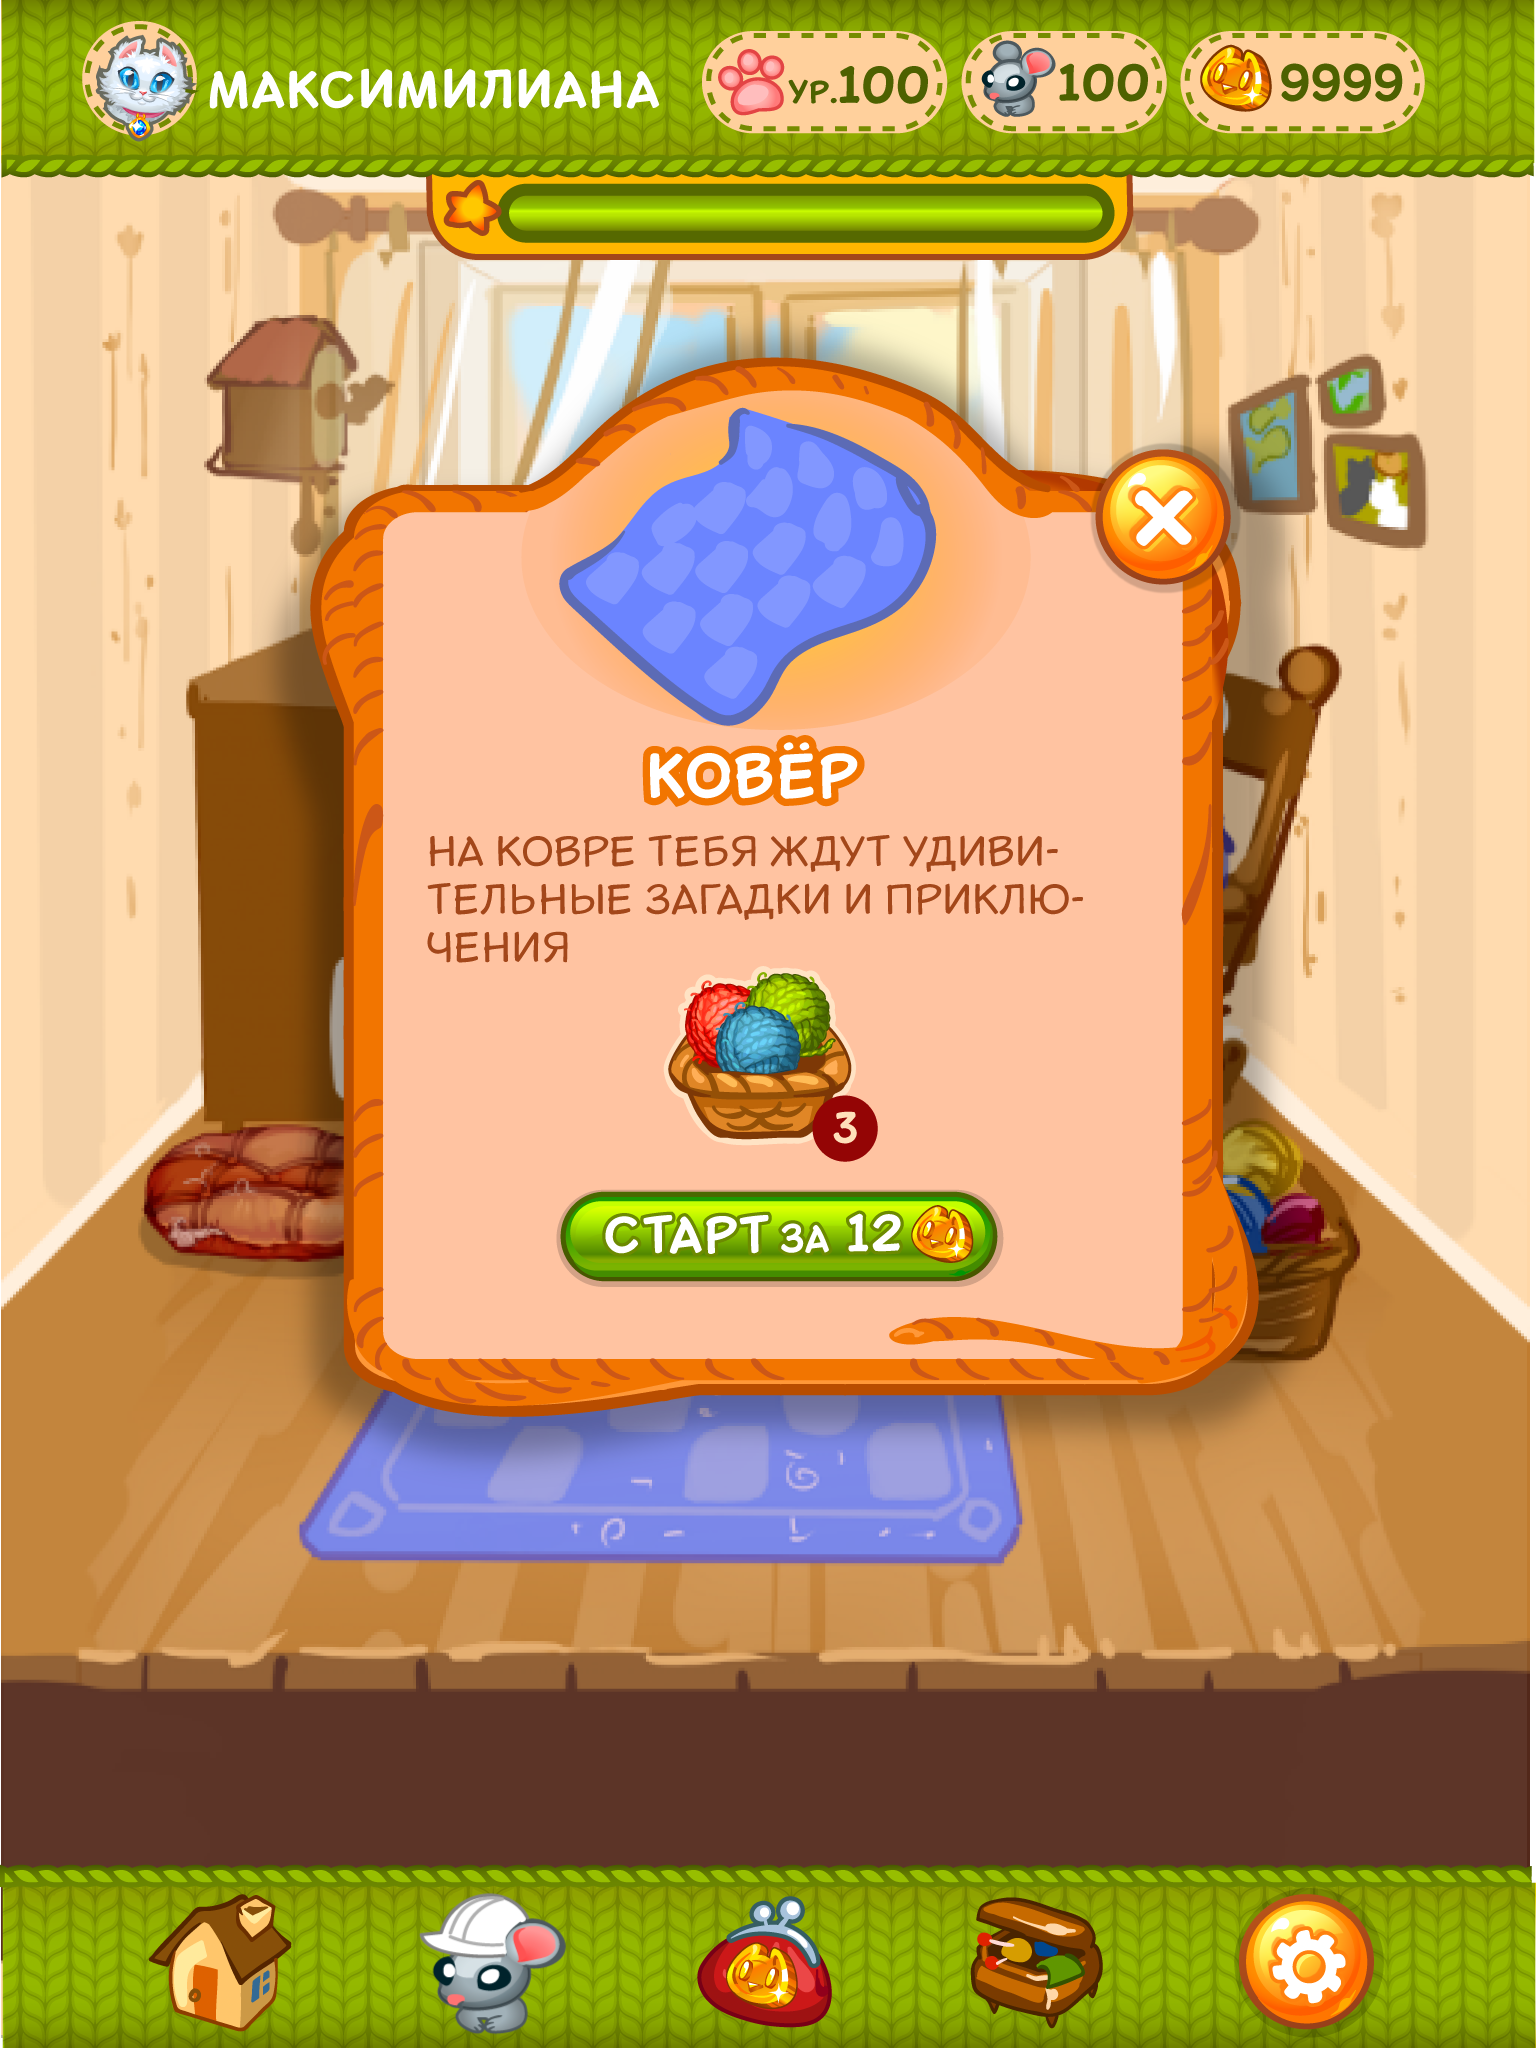 МАКСИМИЛИАНА УР.100 100 9999
КОВЁР
НА КОВРЕ ТЕБЯ ЖДУТ УДИВИ-
ТЕЛЬНЫЕ ЗАГАДКИ И ПРИКЛЮ-
ЧЕНИЯ
3
СТАРТ ЗА 12